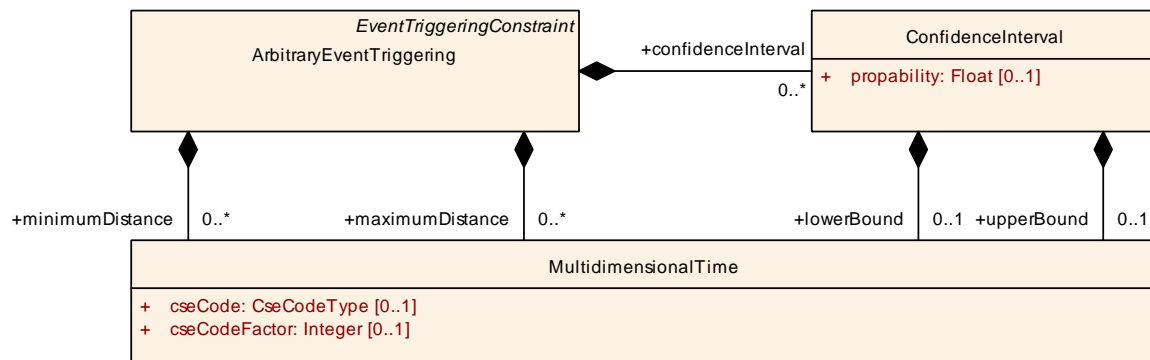 EventTriggeringConstraint
ArbitraryEventTriggering
ConfidenceInterval
+confidenceInterval
0..*
+ propability: Float [0..1]
+minimumDistance 0..*
+maximumDistance 0..*
+lowerBound 0..1
+upperBound 0..1
MultidimensionalTime
+ cseCode: CseCodeType [0..1]
+ cseCodeFactor: Integer [0..1]